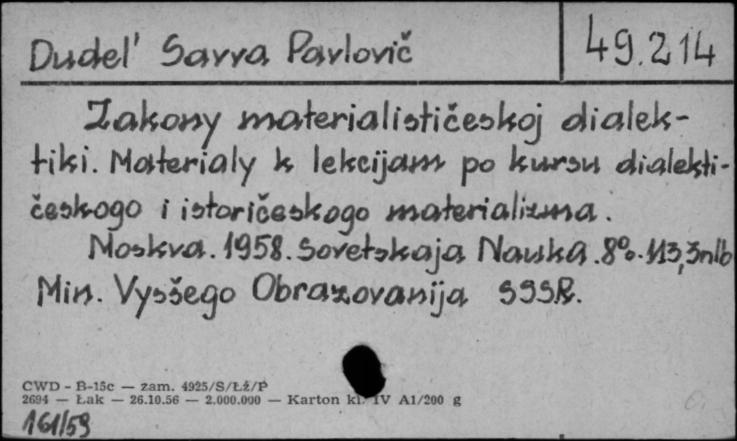 Dudel' Savva Pavlovič 49.214
Zakony materialističeskoj dialek-
tiki. Materialy k lekcijam po kursu dialekti-
českogo i istoričeskogo materializma.
Moskva. 1958. Sovetskaja Nauka. 8º. 113,3nlb
Min. Vysšego Obrazovanija SSSR.
CWD - B-15c — zam. 4925/S/Łż/P
2694 — Łak — 26.10.56 — 2.000.000 — Karton kl. IV A1/200 g
161/59